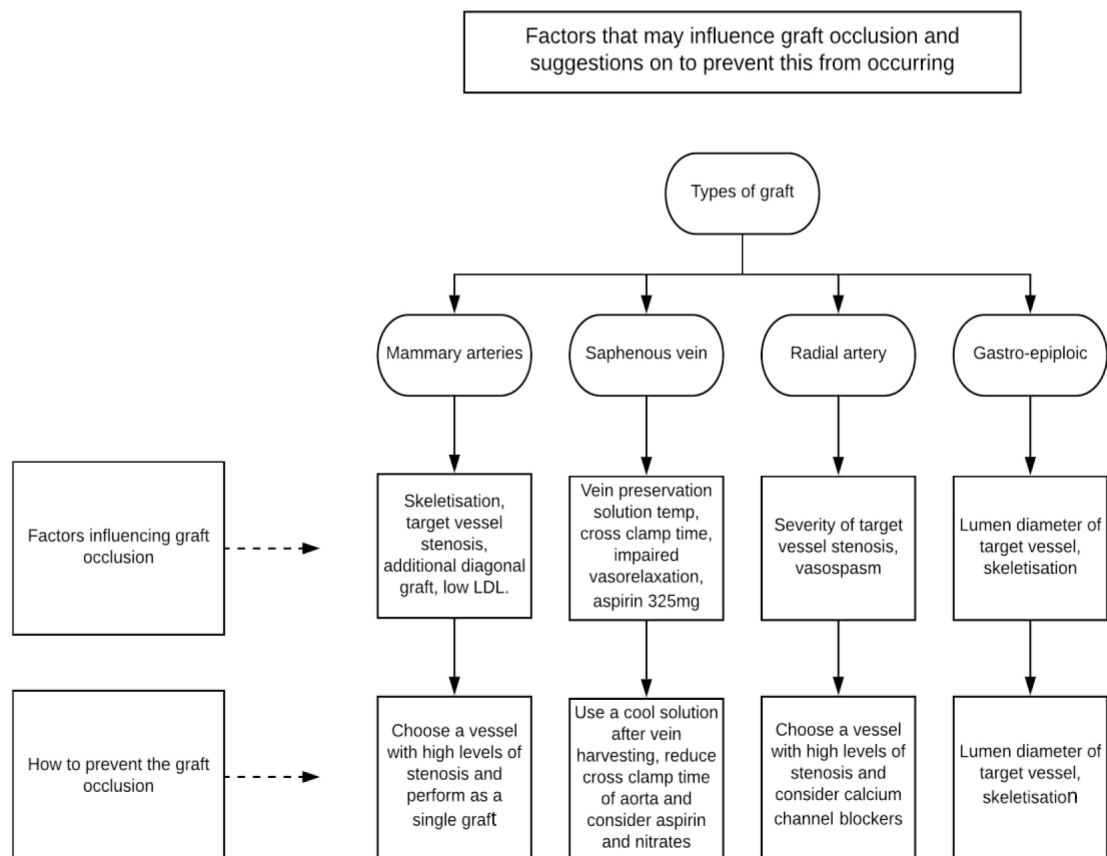 Factors that may influence graft occlusion and
suggestions on to prevent this from occurring
Types of graft
Mammary arteries
Saphenous vein
Radial artery
Gastro-epiploic
Factors influencing graft
occlusion
Skeletisation,
target vessel
stenosis,
additional diagonal
graft, low LDL.
Vein preservation
solution temp,
cross clamp time,
impaired
vasorelaxation,
aspirin 325mg
Severity of target
vessel stenosis,
vasospasm
Lumen diameter of
target vessel,
skeletisation
How to prevent the graft
occlusion
Choose a vessel
with high levels of
stenosis and
perform as a
single graft
Use a cool solution
after vein
harvesting, reduce
cross clamp time
of aorta and
consider aspirin
and nitrates
Choose a vessel
with high levels of
stenosis and
consider calcium
channel blockers
Lumen diameter of
target vessel,
skeletisation